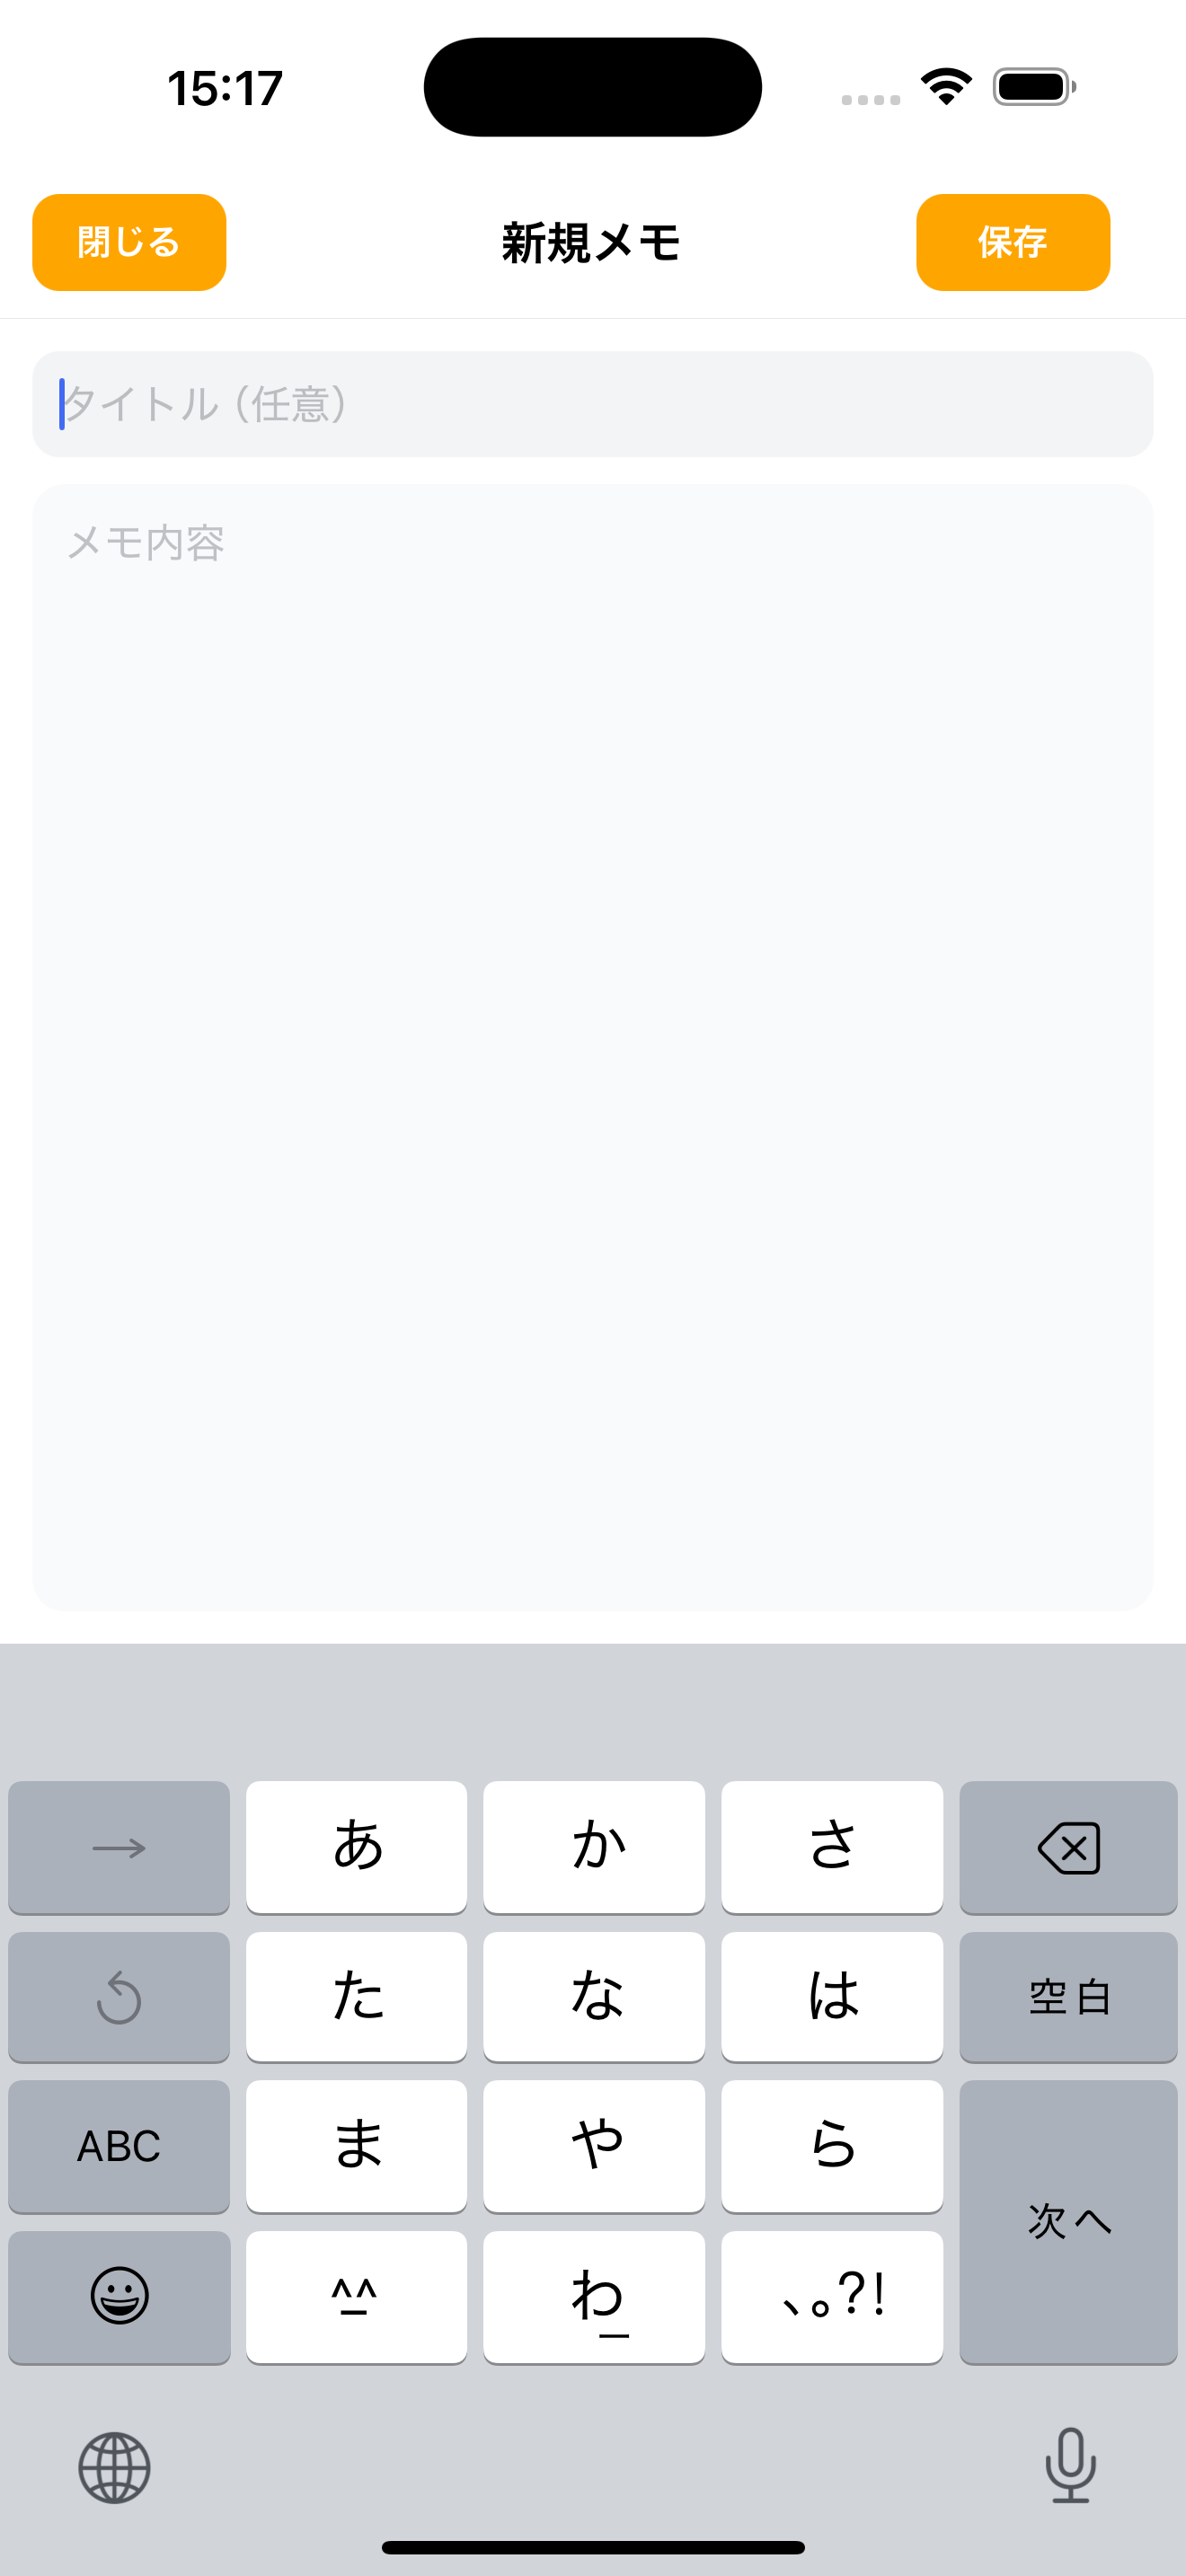 15:17
閉じる 新規メモ 保存
タイトル（任意）
メモ内容
→ あ か さ
た な は 空白
ABC ま や ら
次へ
^_^ わ_ 、。?!